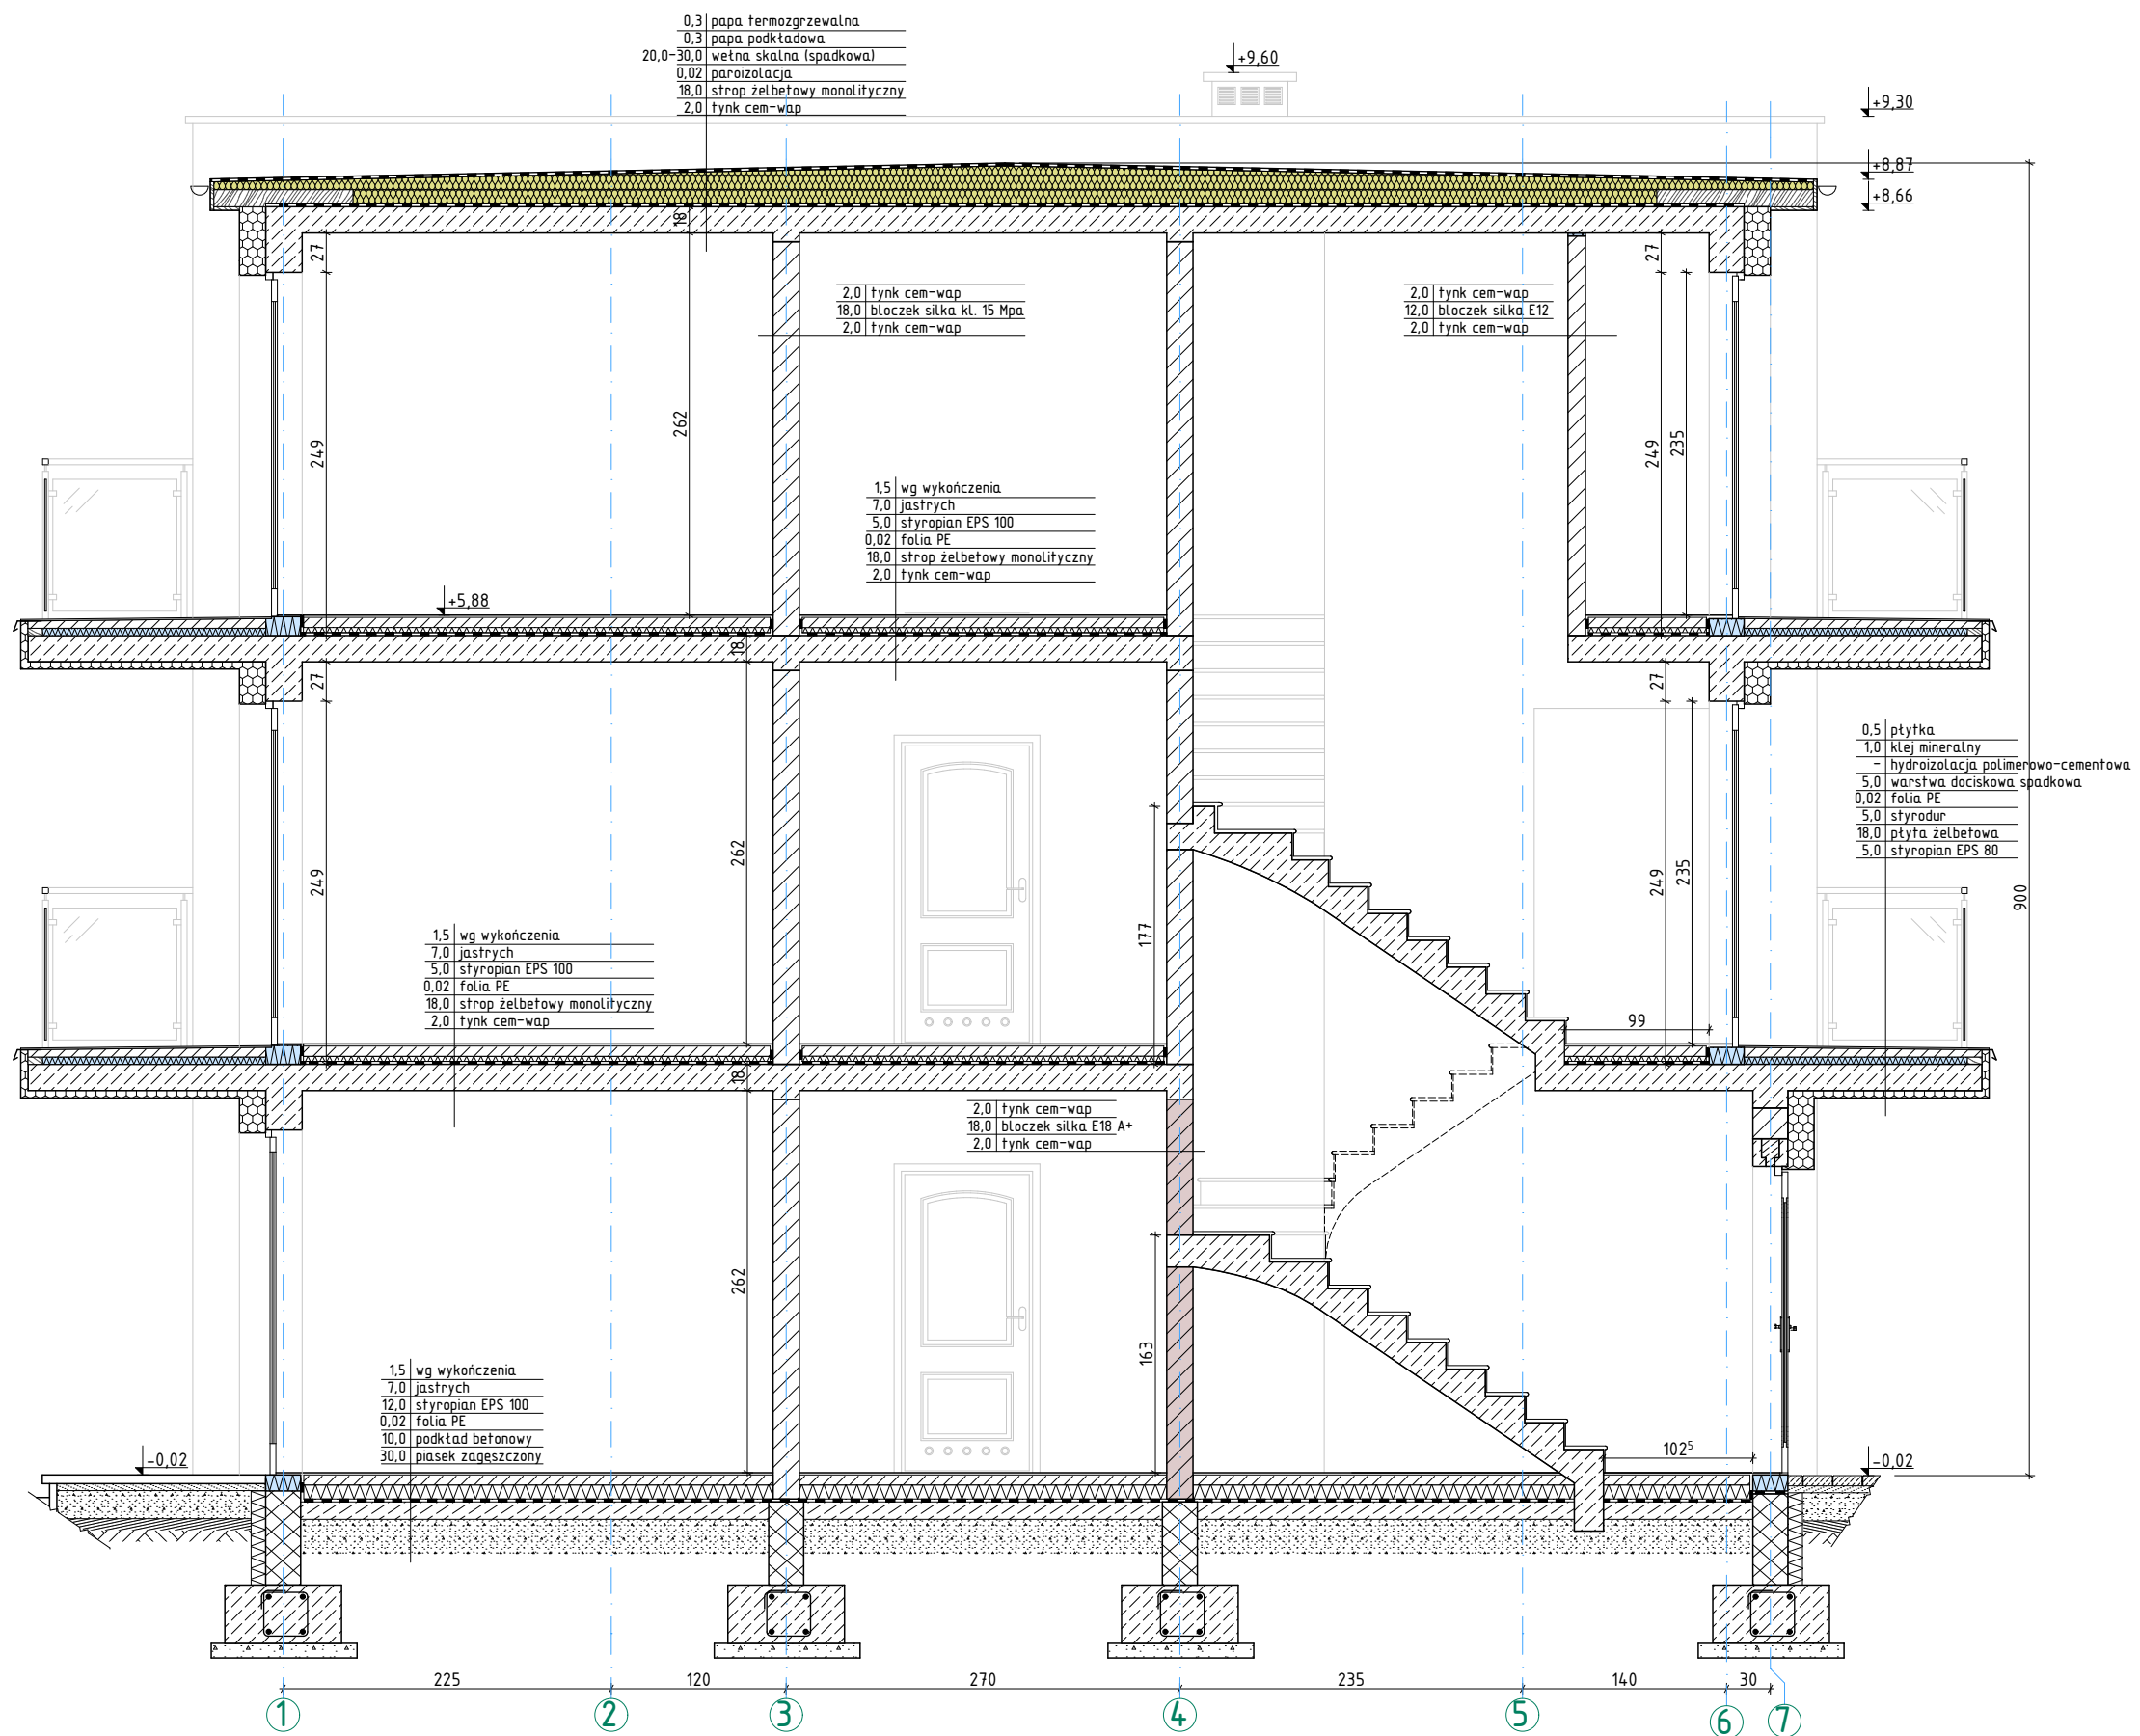 0,3 papa termozgrzewalna
0,3 papa podkładowa
20,0-30,0 wełna skalna (spadkowa)
0,02 paroizolacja
18,0 strop żelbetowy monolityczny
2,0 tynk cem-wap
+9,60
+9,30
+8,87
+8,66
18
27
27
2,0 tynk cem-wap
18,0 bloczek silka kl. 15 Mpa
2,0 tynk cem-wap
2,0 tynk cem-wap
12,0 bloczek silka E12
2,0 tynk cem-wap
249
262
249
235
1,5 wg wykończenia
7,0 jastrych
5,0 styropian EPS 100
0,02 folia PE
18,0 strop żelbetowy monolityczny
2,0 tynk cem-wap
+5,88
18
27
27
0,5 płytka
1,0 klej mineralny
- hydroizolacja polimerowo-cementowa
5,0 warstwa dociskowa spadkowa
0,02 folia PE
5,0 styrodur
18,0 płyta żelbetowa
5,0 styropian EPS 80
249
262
177
249
235
900
1,5 wg wykończenia
7,0 jastrych
5,0 styropian EPS 100
0,02 folia PE
18,0 strop żelbetowy monolityczny
2,0 tynk cem-wap
99
18
2,0 tynk cem-wap
18,0 bloczek silka E18 A+
2,0 tynk cem-wap
262
163
1,5 wg wykończenia
7,0 jastrych
12,0 styropian EPS 100
0,02 folia PE
10,0 podkład betonowy
30,0 piasek zagęszczony
-0,02
102⁵
-0,02
225 120 270 235 140 30
1 2 3 4 5 6 7